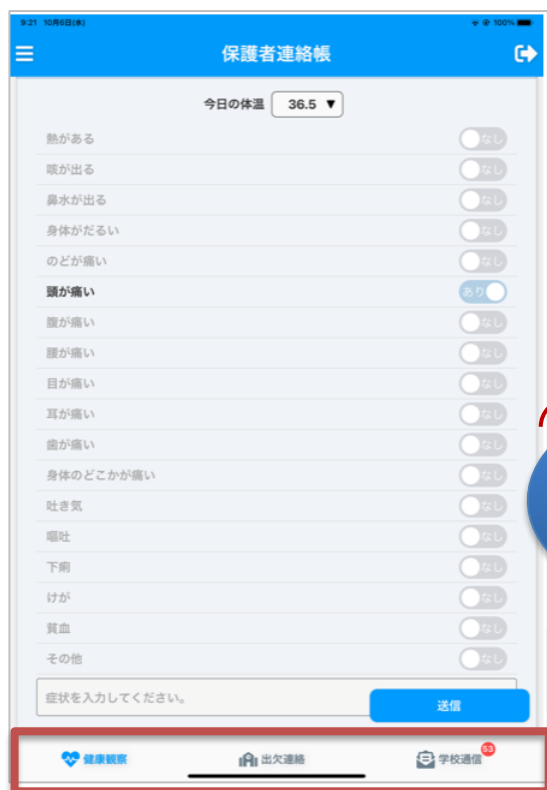 9:21 10月6日(水) 100%
保護者連絡帳
今日の体温 36.5 ▼
熱がある なし
咳が出る なし
鼻水が出る なし
身体がだるい なし
のどが痛い なし
頭が痛い あり
腹が痛い なし
腰が痛い なし
目が痛い なし
耳が痛い なし
歯が痛い なし
身体のどこかが痛い なし
吐き気 なし
嘔吐 なし
下痢 なし
けが なし
貧血 なし
その他 なし
症状を入力してください。 送信
健康観察 出欠連絡 学校通信 53